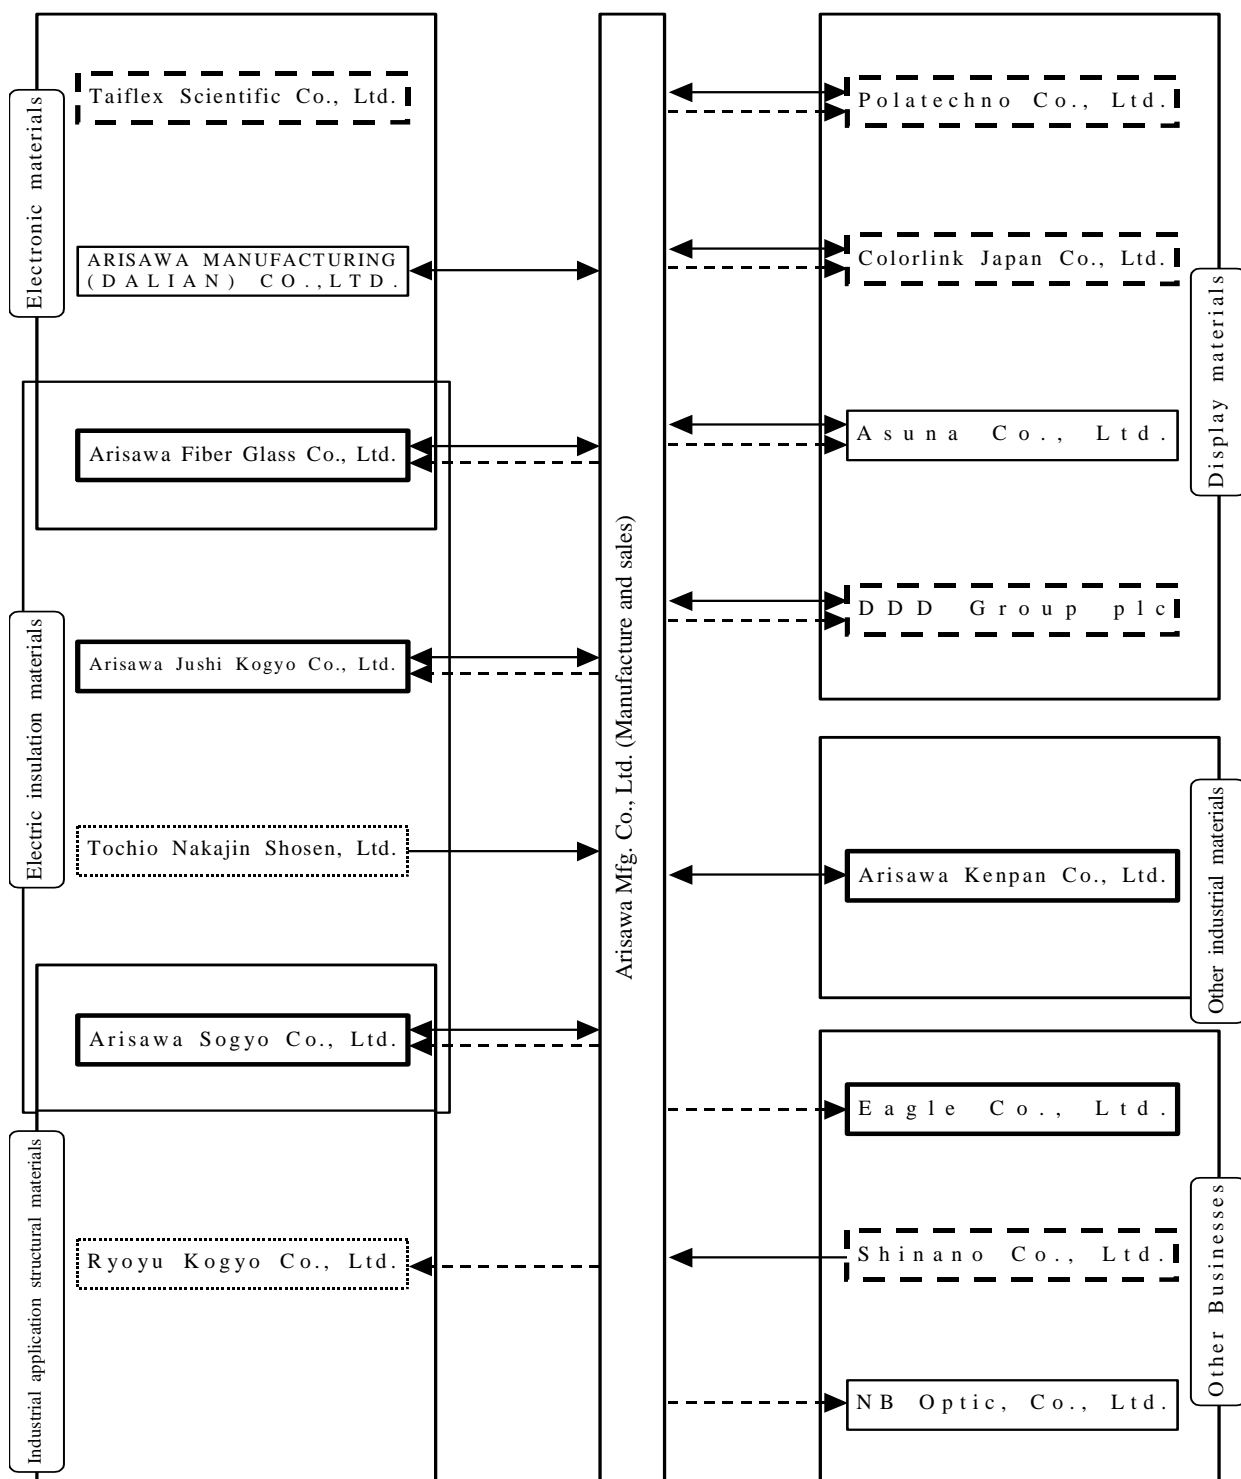 Electronic materials
Taiflex Scientific Co., Ltd.
ARISAWA MANUFACTURING
(DALIAN) CO.,LTD.
Arisawa Fiber Glass Co., Ltd.
Electric insulation materials
Arisawa Jushi Kogyo Co., Ltd.
Tochio Nakajin Shosen, Ltd.
Arisawa Sogyo Co., Ltd.
Industrial application structural materials
Ryoyu Kogyo Co., Ltd.
Arisawa Mfg. Co., Ltd. (Manufacture and sales)
Polatechno Co., Ltd.
Colorlink Japan Co., Ltd.
Display materials
Asuna Co., Ltd.
DDD Group plc
Arisawa Kenpan Co., Ltd.
Other industrial materials
Eagle Co., Ltd.
Shinano Co., Ltd.
Other Businesses
NB Optic, Co., Ltd.